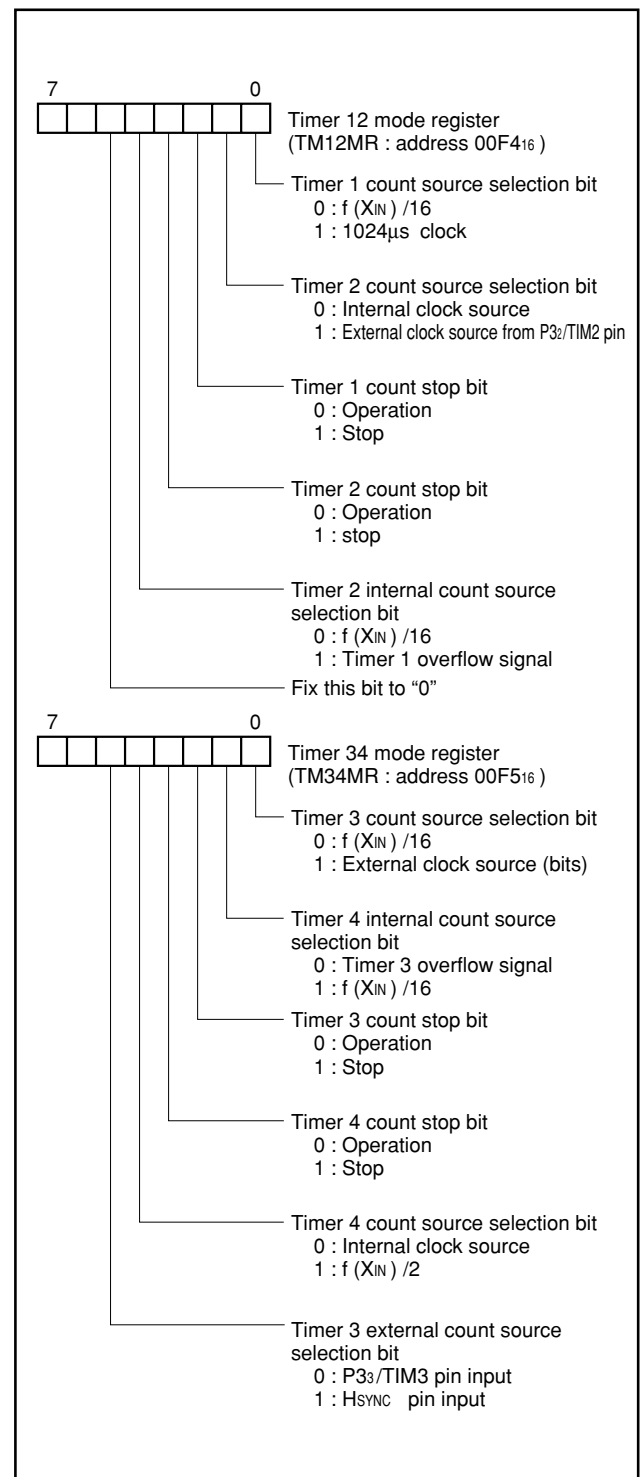 7 0
Timer 12 mode register
(TM12MR : address 00F416 )
Timer 1 count source selection bit
0 : f (XIN ) /16
1 : 1024μs clock
Timer 2 count source selection bit
0 : Internal clock source
1 : External clock source from P32/TIM2 pin
Timer 1 count stop bit
0 : Operation
1 : Stop
Timer 2 count stop bit
0 : Operation
1 : stop
Timer 2 internal count source
selection bit
0 : f (XIN ) /16
1 : Timer 1 overflow signal
Fix this bit to “0”
7 0
Timer 34 mode register
(TM34MR : address 00F516 )
Timer 3 count source selection bit
0 : f (XIN ) /16
1 : External clock source (bits)
Timer 4 internal count source
selection bit
0 : Timer 3 overflow signal
1 : f (XIN ) /16
Timer 3 count stop bit
0 : Operation
1 : Stop
Timer 4 count stop bit
0 : Operation
1 : Stop
Timer 4 count source selection bit
0 : Internal clock source
1 : f (XIN ) /2
Timer 3 external count source
selection bit
0 : P33/TIM3 pin input
1 : HSYNC pin input